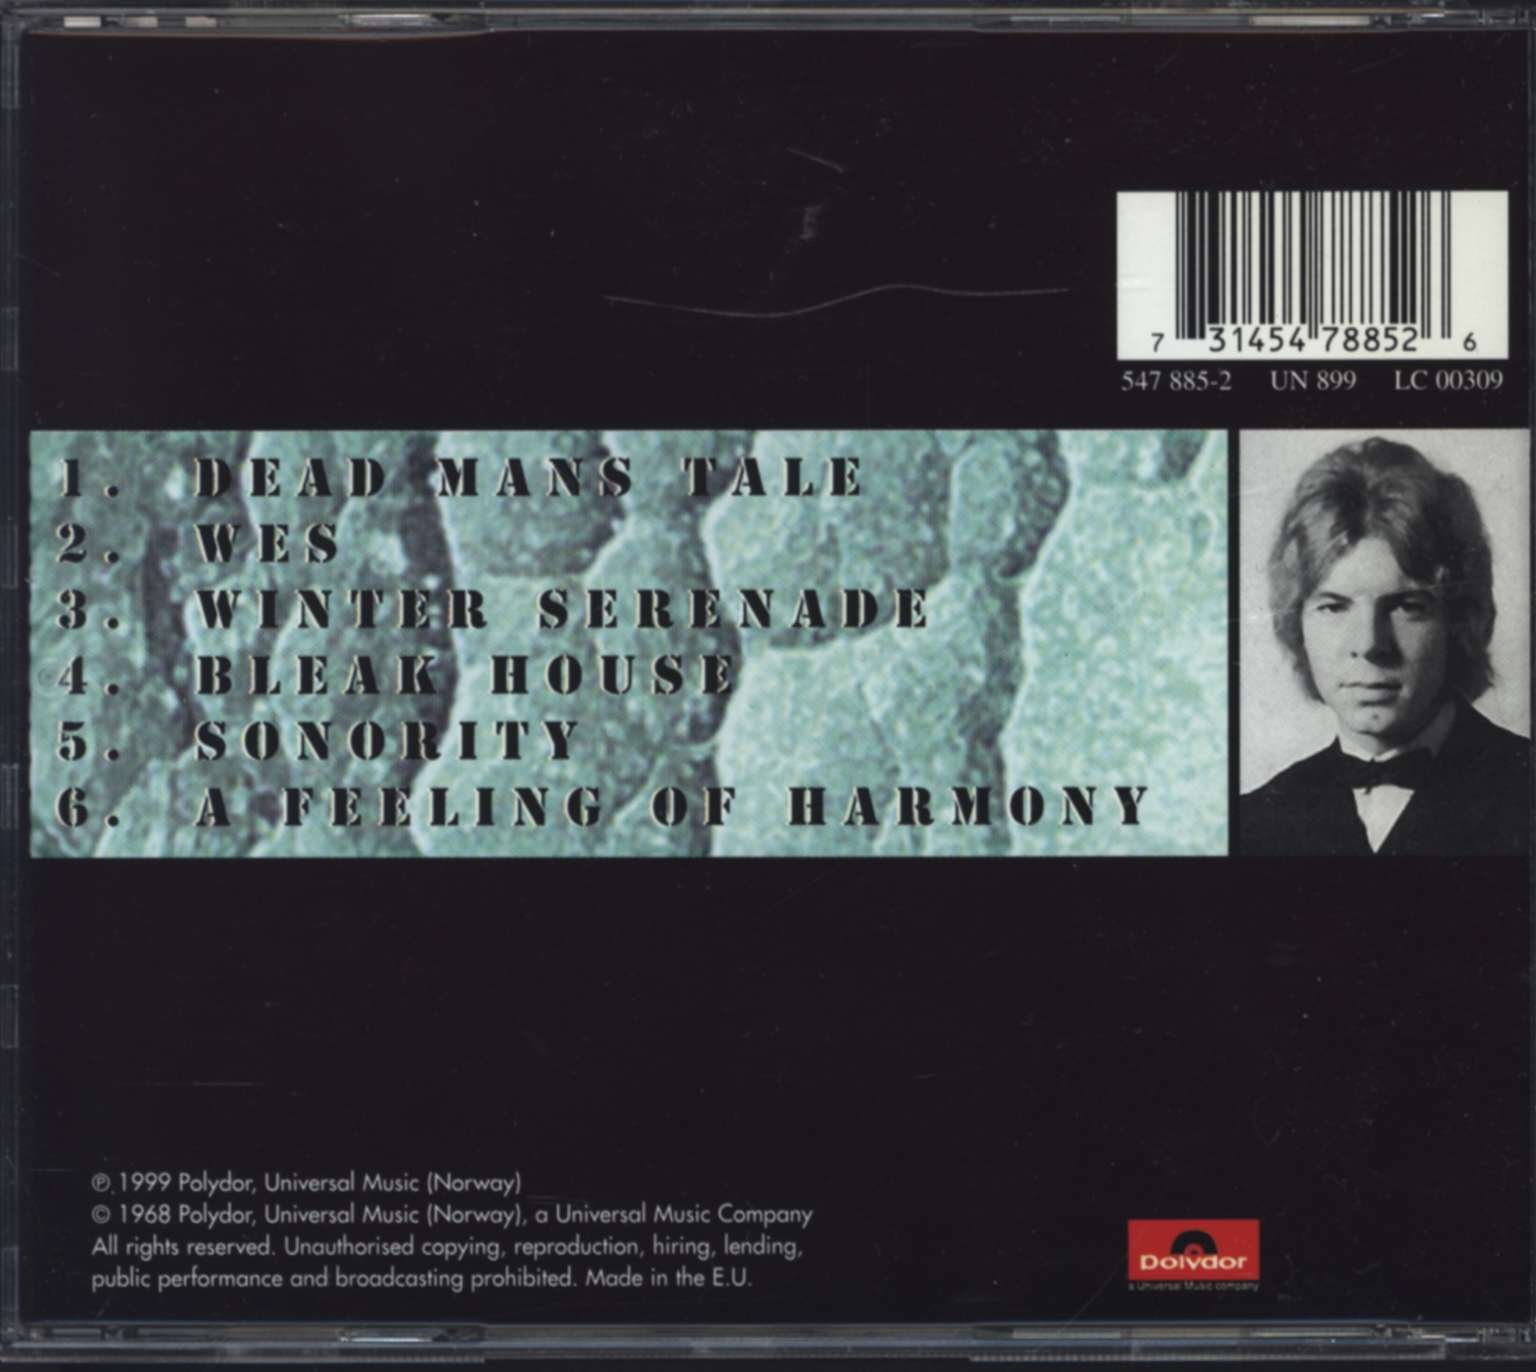 7 31454 78852 6
547 885-2 UN 899 LC 00309
1. DEAD MANS TALE
2. WES
3. WINTER SERENADE
4. BLEAK HOUSE
5. SONORITY
6. A FEELING OF HARMONY
℗ 1999 Polydor, Universal Music (Norway)
© 1968 Polydor, Universal Music (Norway), a Universal Music Company
All rights reserved. Unauthorised copying, reproduction, hiring, lending,
public performance and broadcasting prohibited. Made in the E.U.
Polydor
a Universal Music company